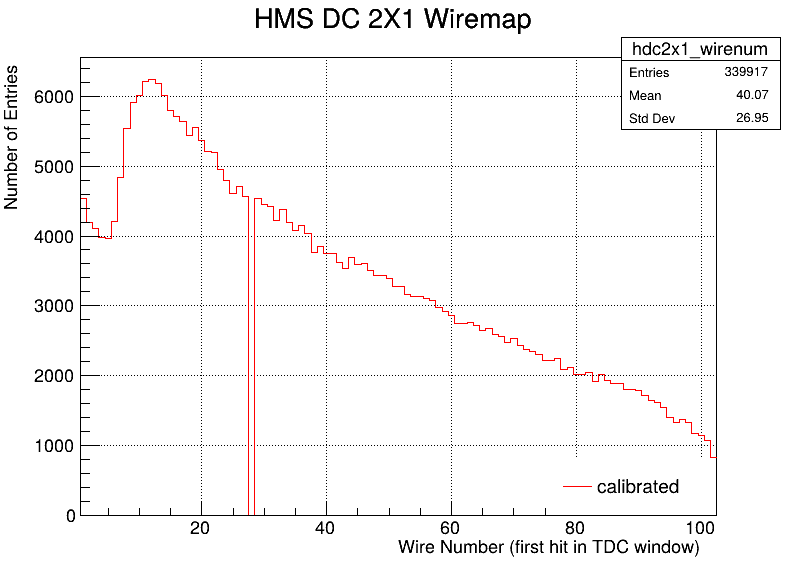 HMS DC 2X1 Wiremap
hdc2x1_wirenum
Entries 339917
Mean 40.07
Std Dev 26.95
Number of Entries
6000
5000
4000
3000
2000
1000
0
calibrated
20 40 60 80 100
Wire Number (first hit in TDC window)